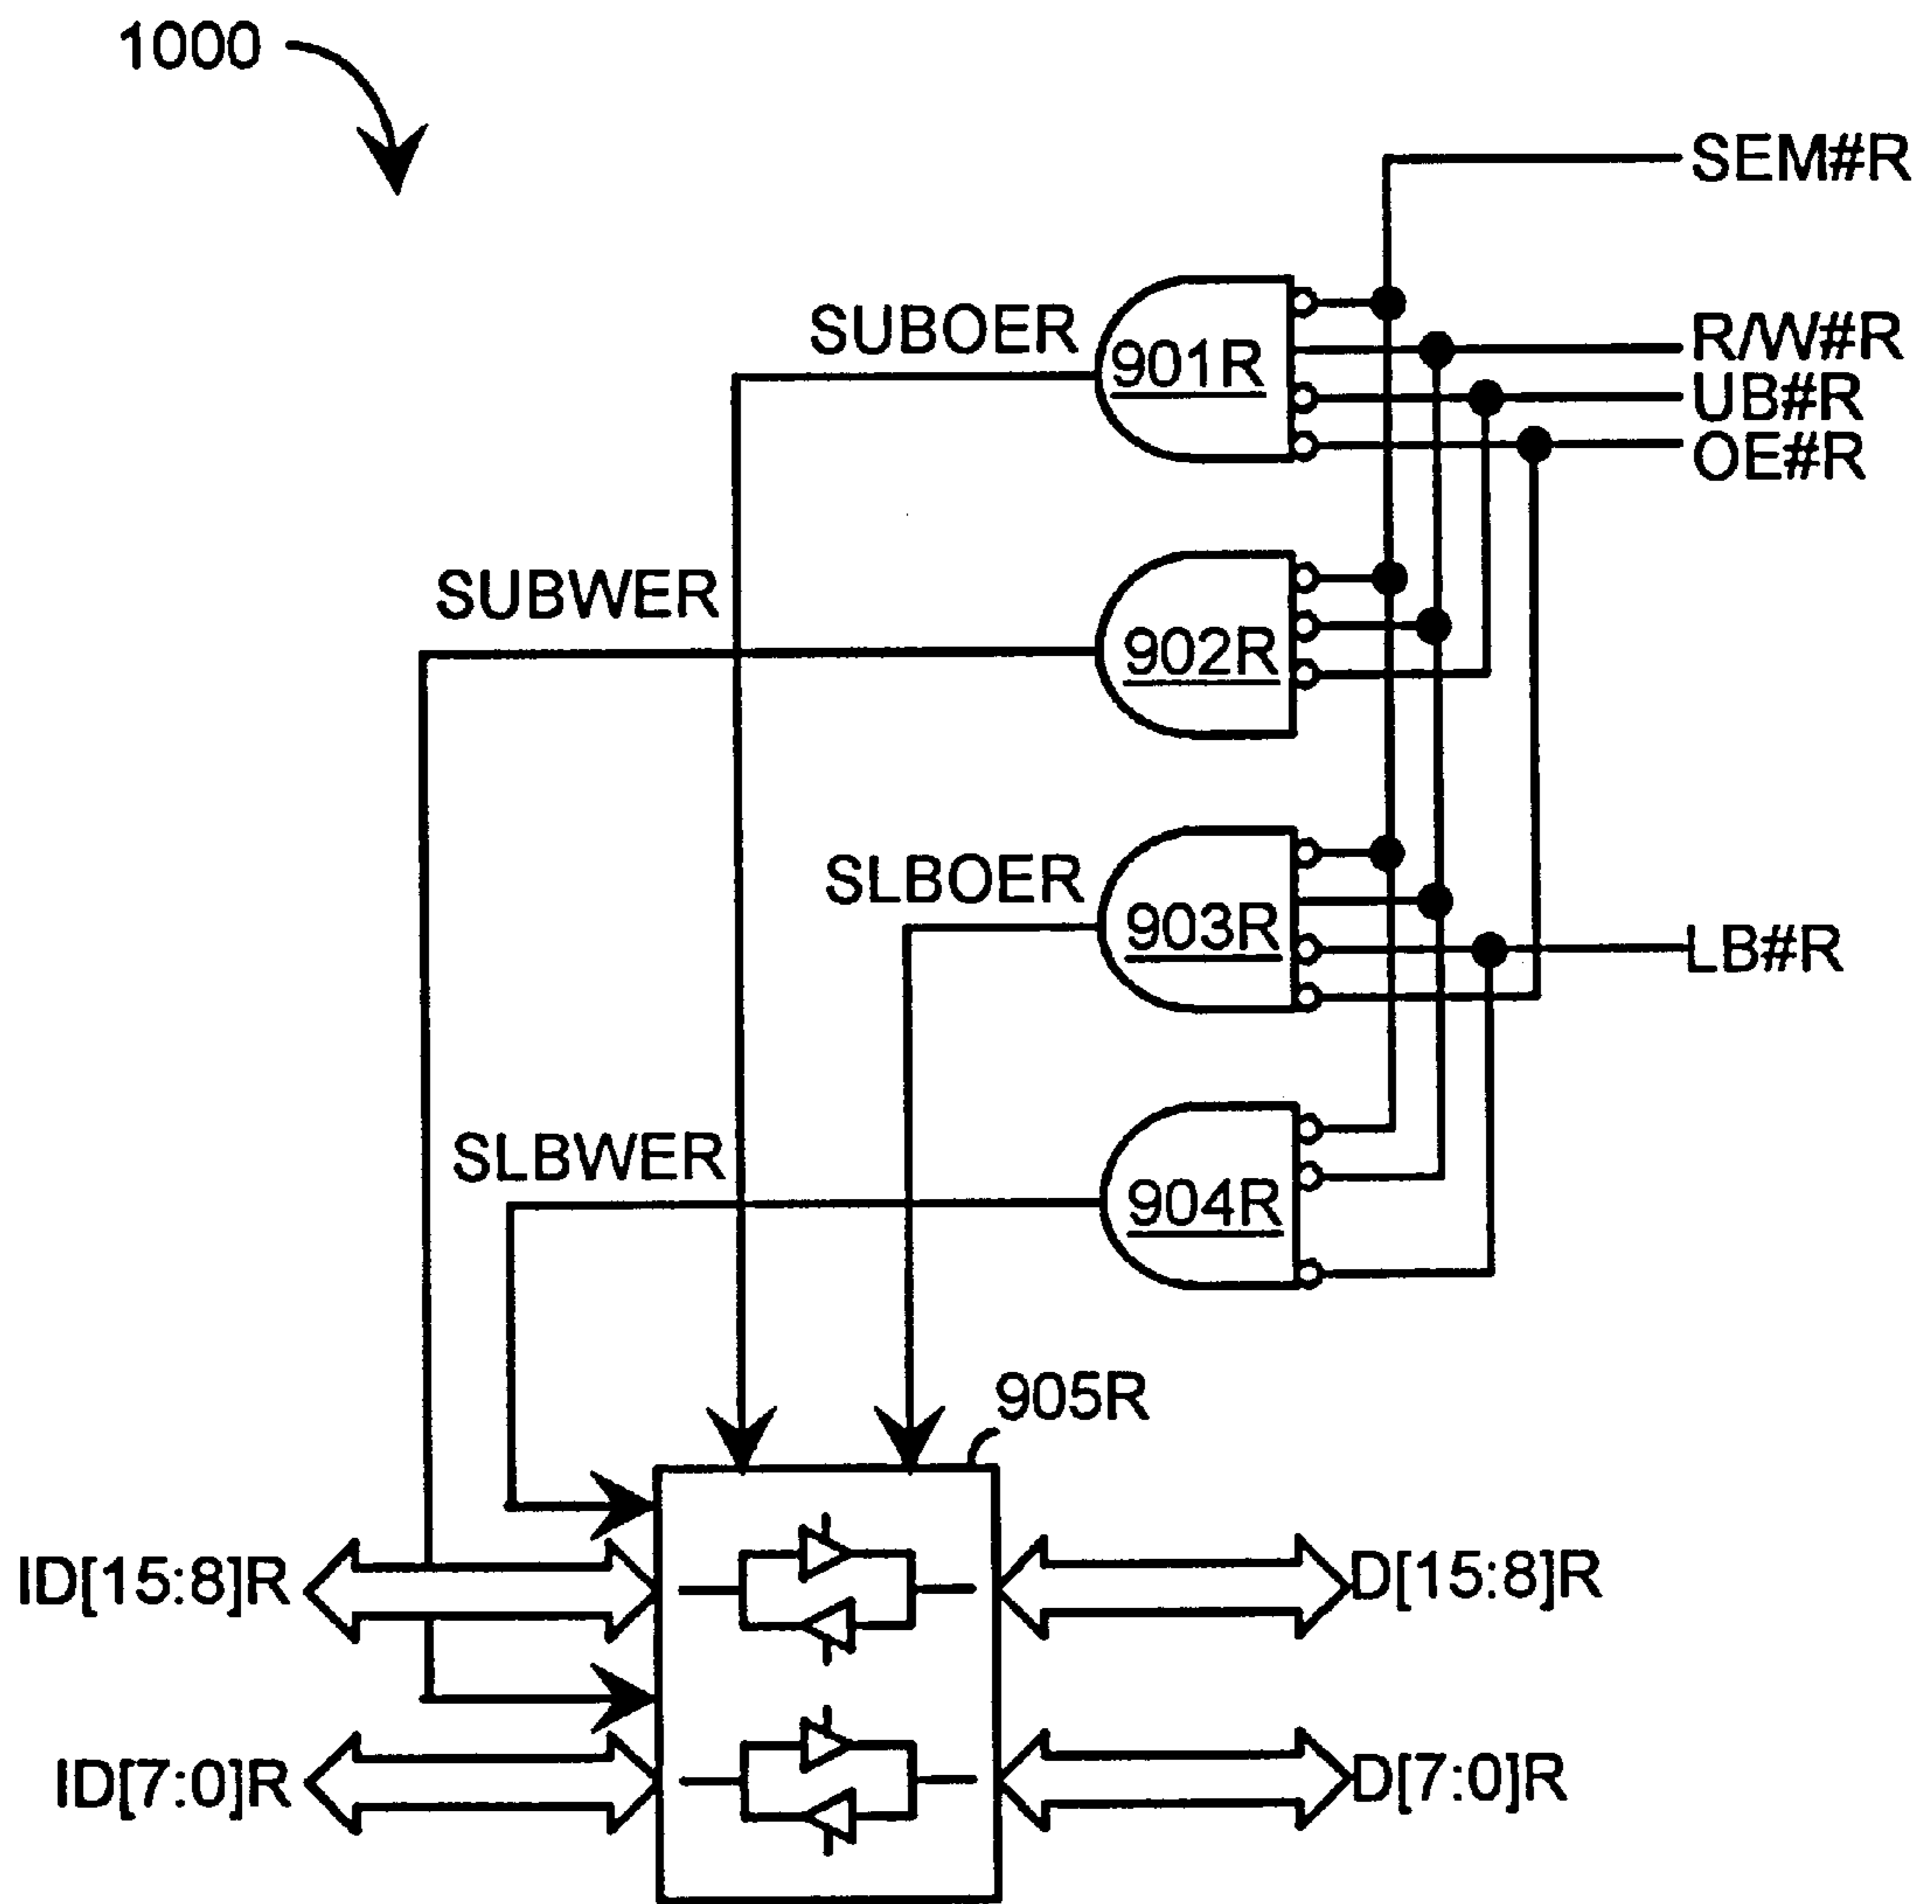 1000
SEM#R
SUBOER
901R
R/W#R
UB#R
OE#R
SUBWER
902R
SLBOER
903R
LB#R
SLBWER
904R
905R
ID[15:8]R
D[15:8]R
ID[7:0]R
D[7:0]R